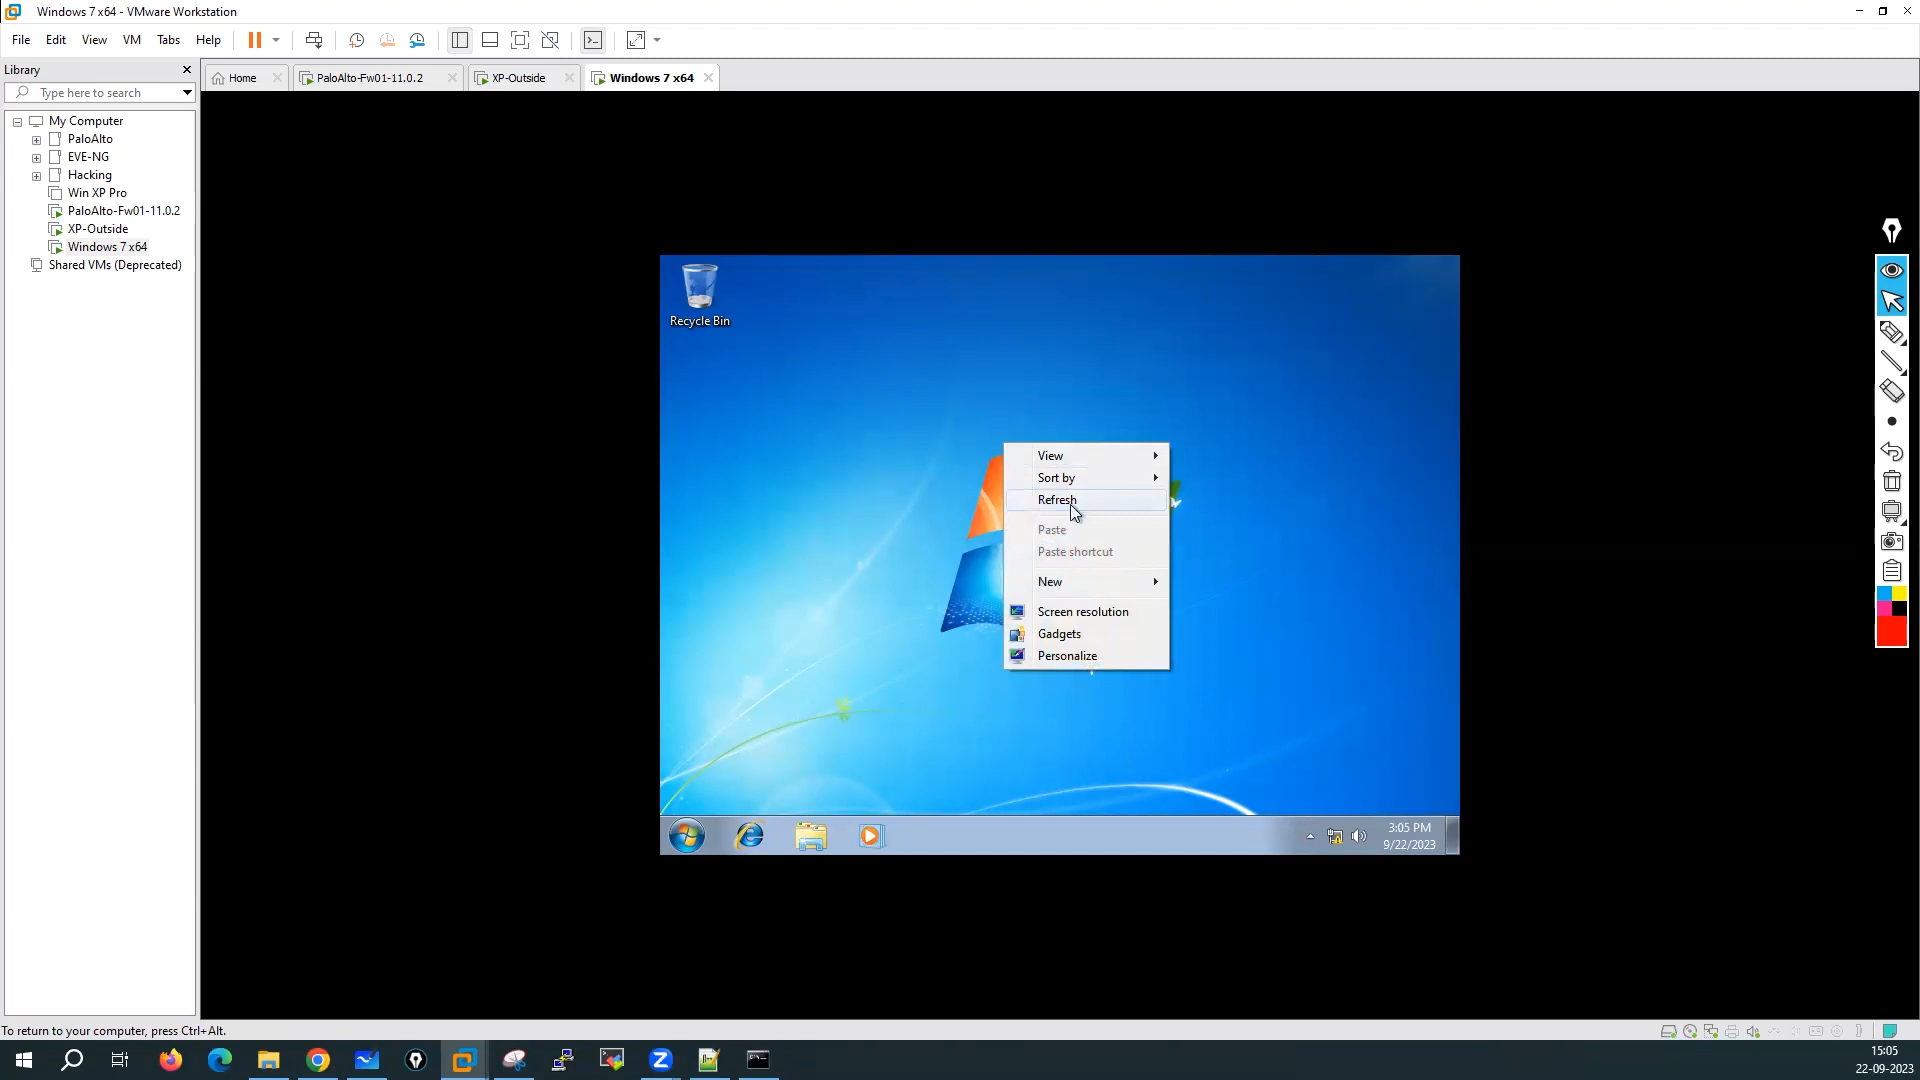 Windows 7 x64 - VMware Workstation
File Edit View VM Tabs Help
Library
Type here to search
Home
PaloAlto-Fw01-11.0.2
XP-Outside
Windows 7 x64
My Computer
PaloAlto
EVE-NG
Hacking
Win XP Pro
PaloAlto-Fw01-11.0.2
XP-Outside
Windows 7 x64
Shared VMs (Deprecated)
Recycle Bin
View
Sort by
Refresh
Paste
Paste shortcut
New
Screen resolution
Gadgets
Personalize
3:05 PM
9/22/2023
To return to your computer, press Ctrl+Alt.
15:05
22-09-2023